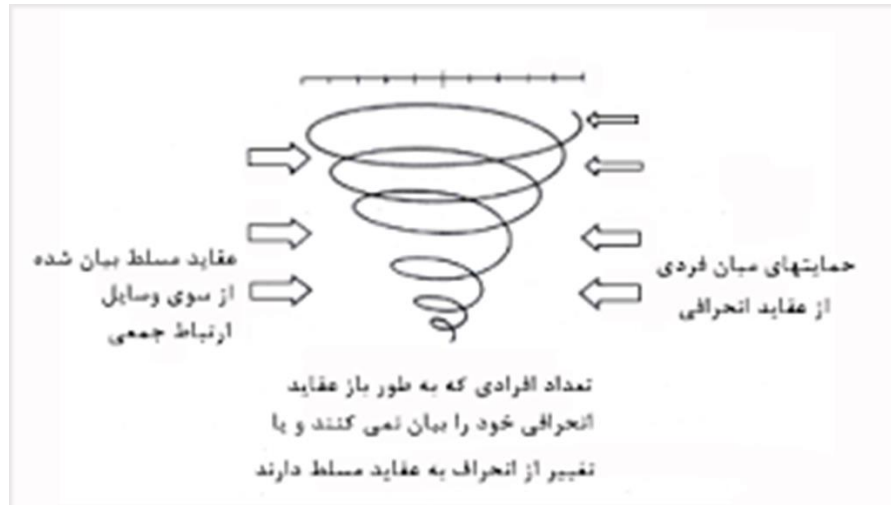 حمایتهای میان فردی
از عقاید انحرافی
عقاید مسلط بیان شده
از سوی وسایل
ارتباط جمعی
تعداد افرادی که به طور باز عقاید
انحرافی خود را بیان نمی کنند و یا
تغییر از انحراف به عقاید مسلط دارند